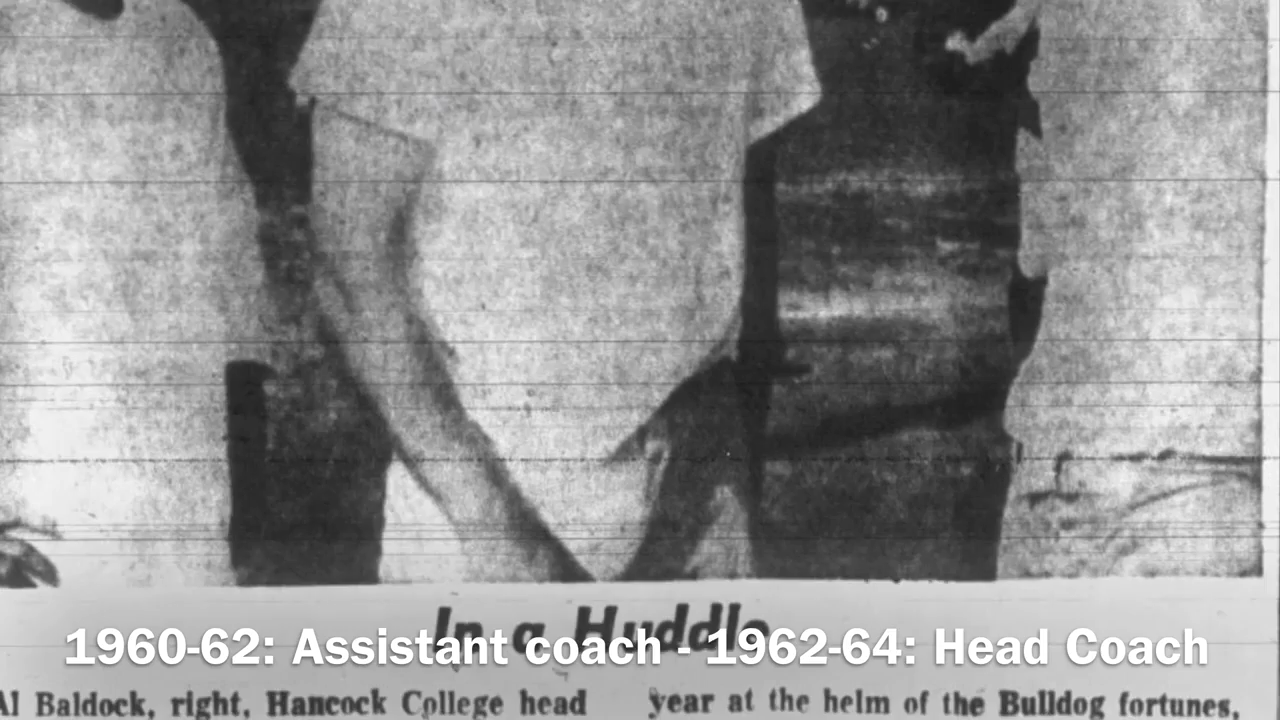 In a Huddle
1960-62: Assistant coach - 1962-64: Head Coach
Al Baldock, right, Hancock College head
year at the helm of the Bulldog fortunes.